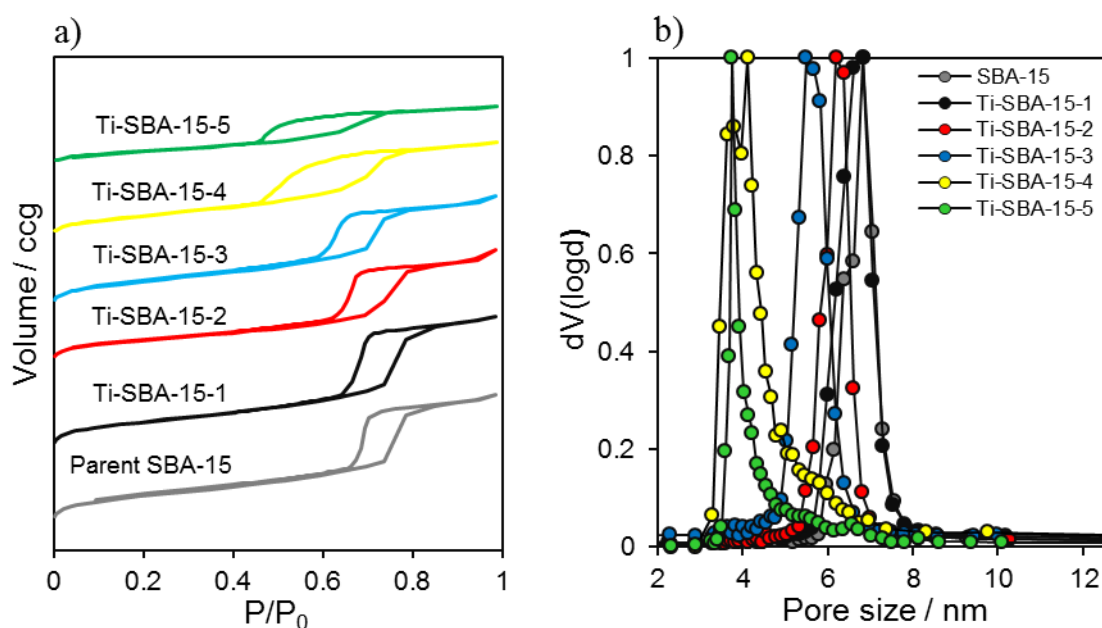 a)
Volume / ccg
Ti-SBA-15-5
Ti-SBA-15-4
Ti-SBA-15-3
Ti-SBA-15-2
Ti-SBA-15-1
Parent SBA-15
0 0.2 0.4 0.6 0.8 1
P/P₀
b)
dV(logd)
1
0.8
0.6
0.4
0.2
0
SBA-15
Ti-SBA-15-1
Ti-SBA-15-2
Ti-SBA-15-3
Ti-SBA-15-4
Ti-SBA-15-5
2 4 6 8 10 12
Pore size / nm